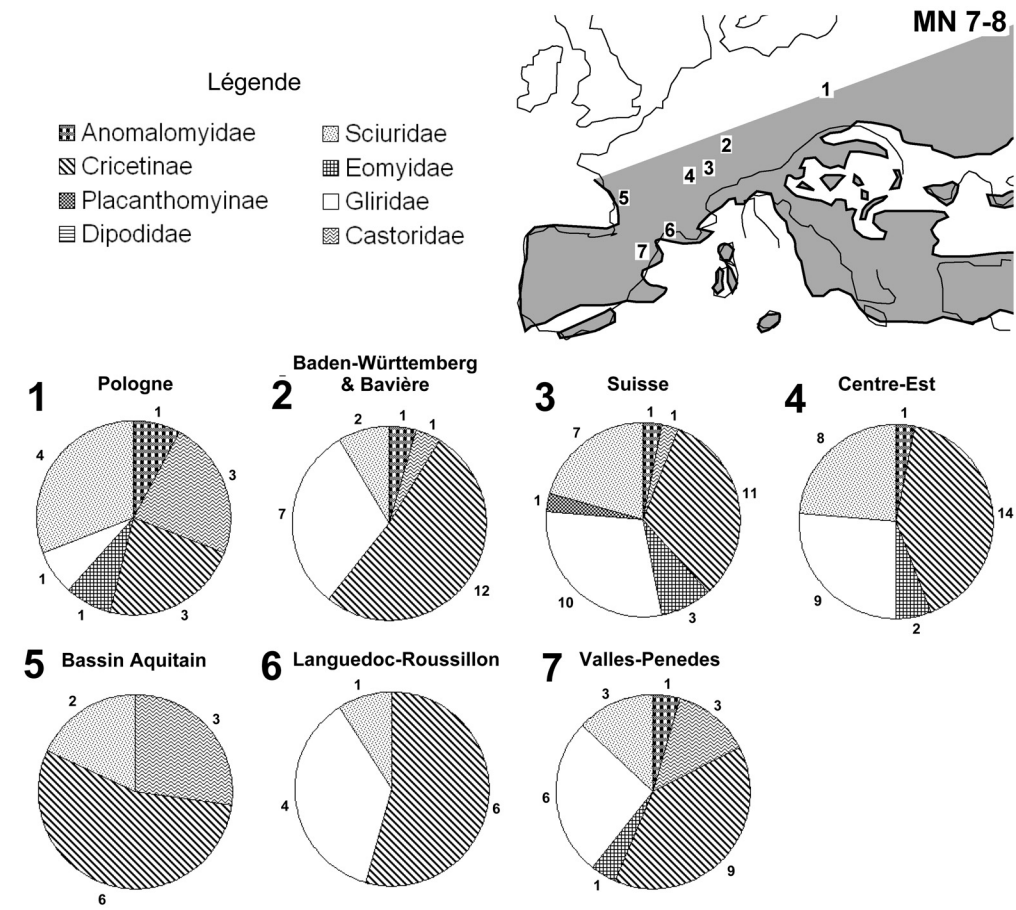 MN 7-8
Légende
Anomalomyidae
Sciuridae
Cricetinae
Eomyidae
Placanthomyinae
Gliridae
Dipodidae
Castoridae
1
2
3
4
5
6
7
1 Pologne
1
3
3
1
1
4
2 Baden-Württemberg
& Bavière
1
1
12
7
2
3 Suisse
1
1
11
3
10
1
7
4 Centre-Est
1
14
2
9
8
5 Bassin Aquitain
3
6
2
6 Languedoc-Roussillon
6
4
1
7 Valles-Penedes
1
3
9
1
6
3